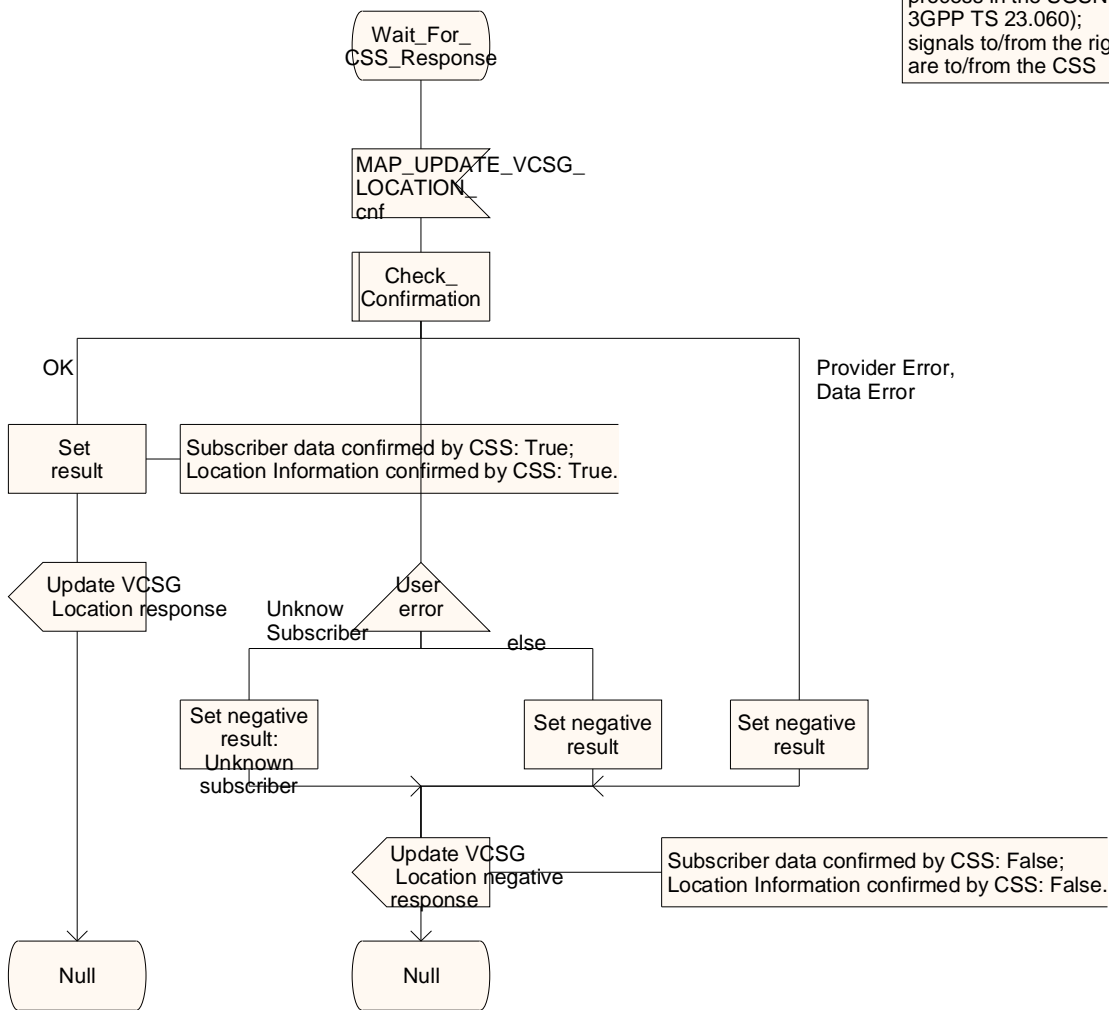 process in the SGSN
3GPP TS 23.060);
signals to/from the rig
are to/from the CSS
Wait_For_
CSS_Response
MAP_UPDATE_VCSG_
LOCATION_
cnf
Check_
Confirmation
OK
Provider Error,
Data Error
Set
result
Subscriber data confirmed by CSS: True;
Location Information confirmed by CSS: True.
Update VCSG
Location response
User
error
Unknow
Subscriber
else
Set negative
result:
Unknown
subscriber
Set negative
result
Set negative
result
Update VCSG
Location negative
response
Subscriber data confirmed by CSS: False;
Location Information confirmed by CSS: False.
Null
Null